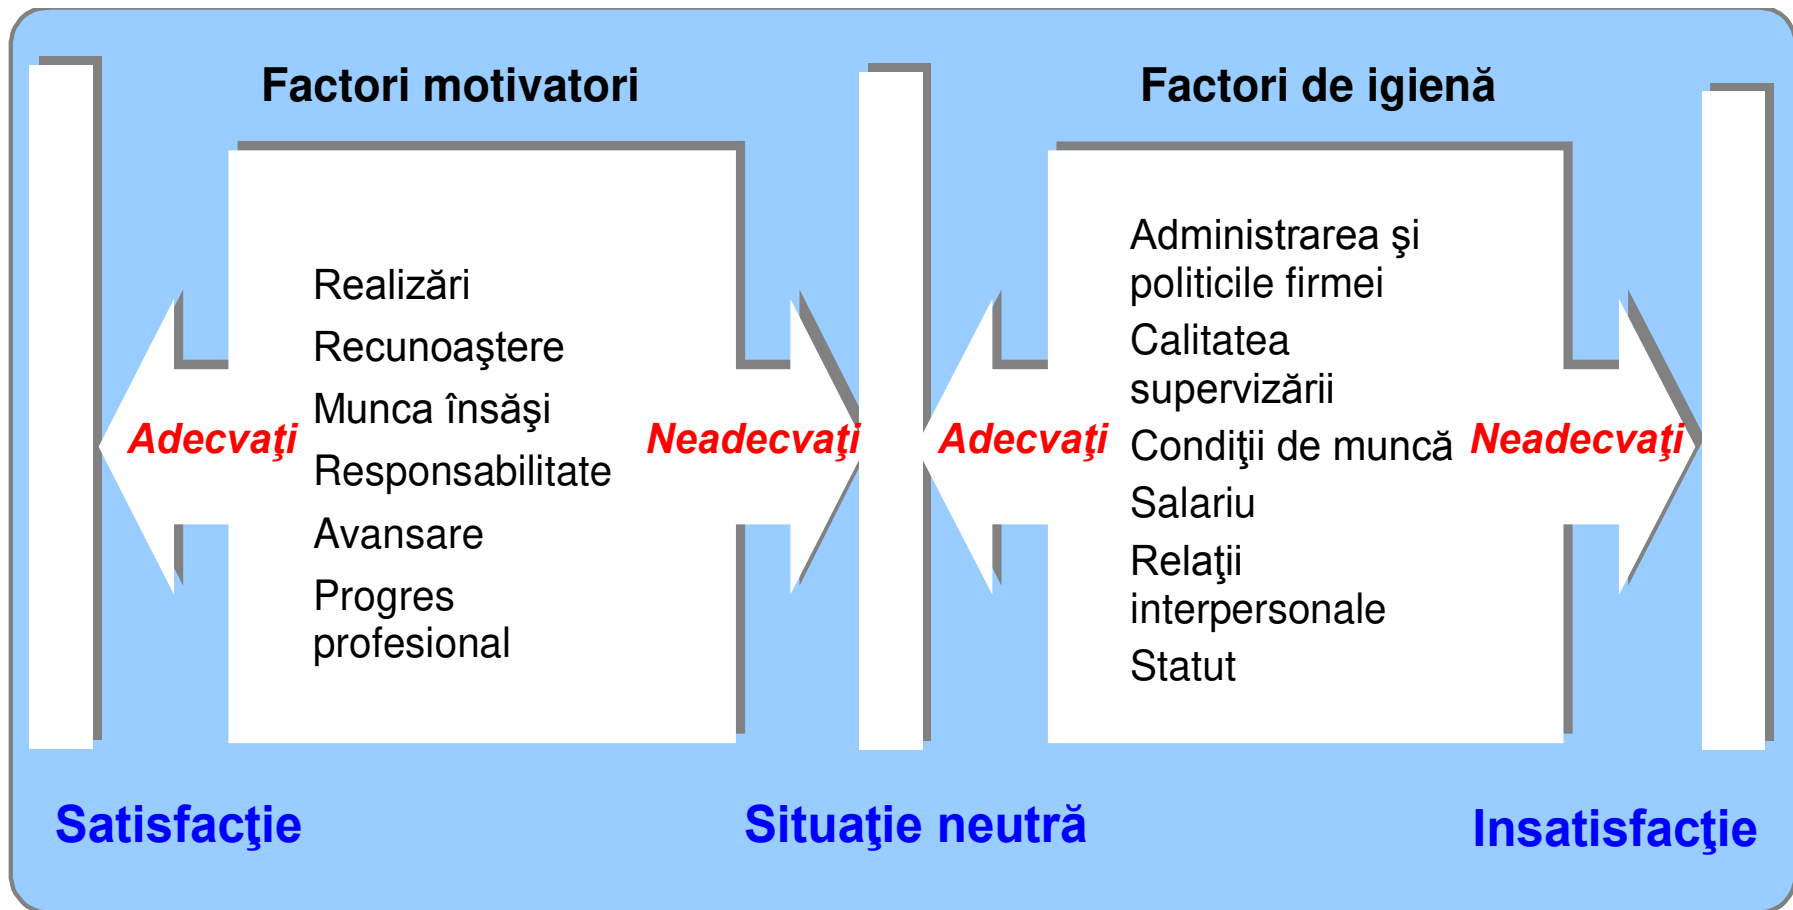 Factori motivatori
Realizări
Recunoaştere
Munca însăşi
Responsabilitate
Avansare
Progres
profesional
Adecvaţi
Neadecvaţi
Factori de igienă
Administrarea şi
politicile firmei
Calitatea
supervizării
Condiţii de muncă
Salariu
Relaţii
interpersonale
Statut
Adecvaţi
Neadecvaţi
Satisfacţie
Situaţie neutră
Insatisfacţie